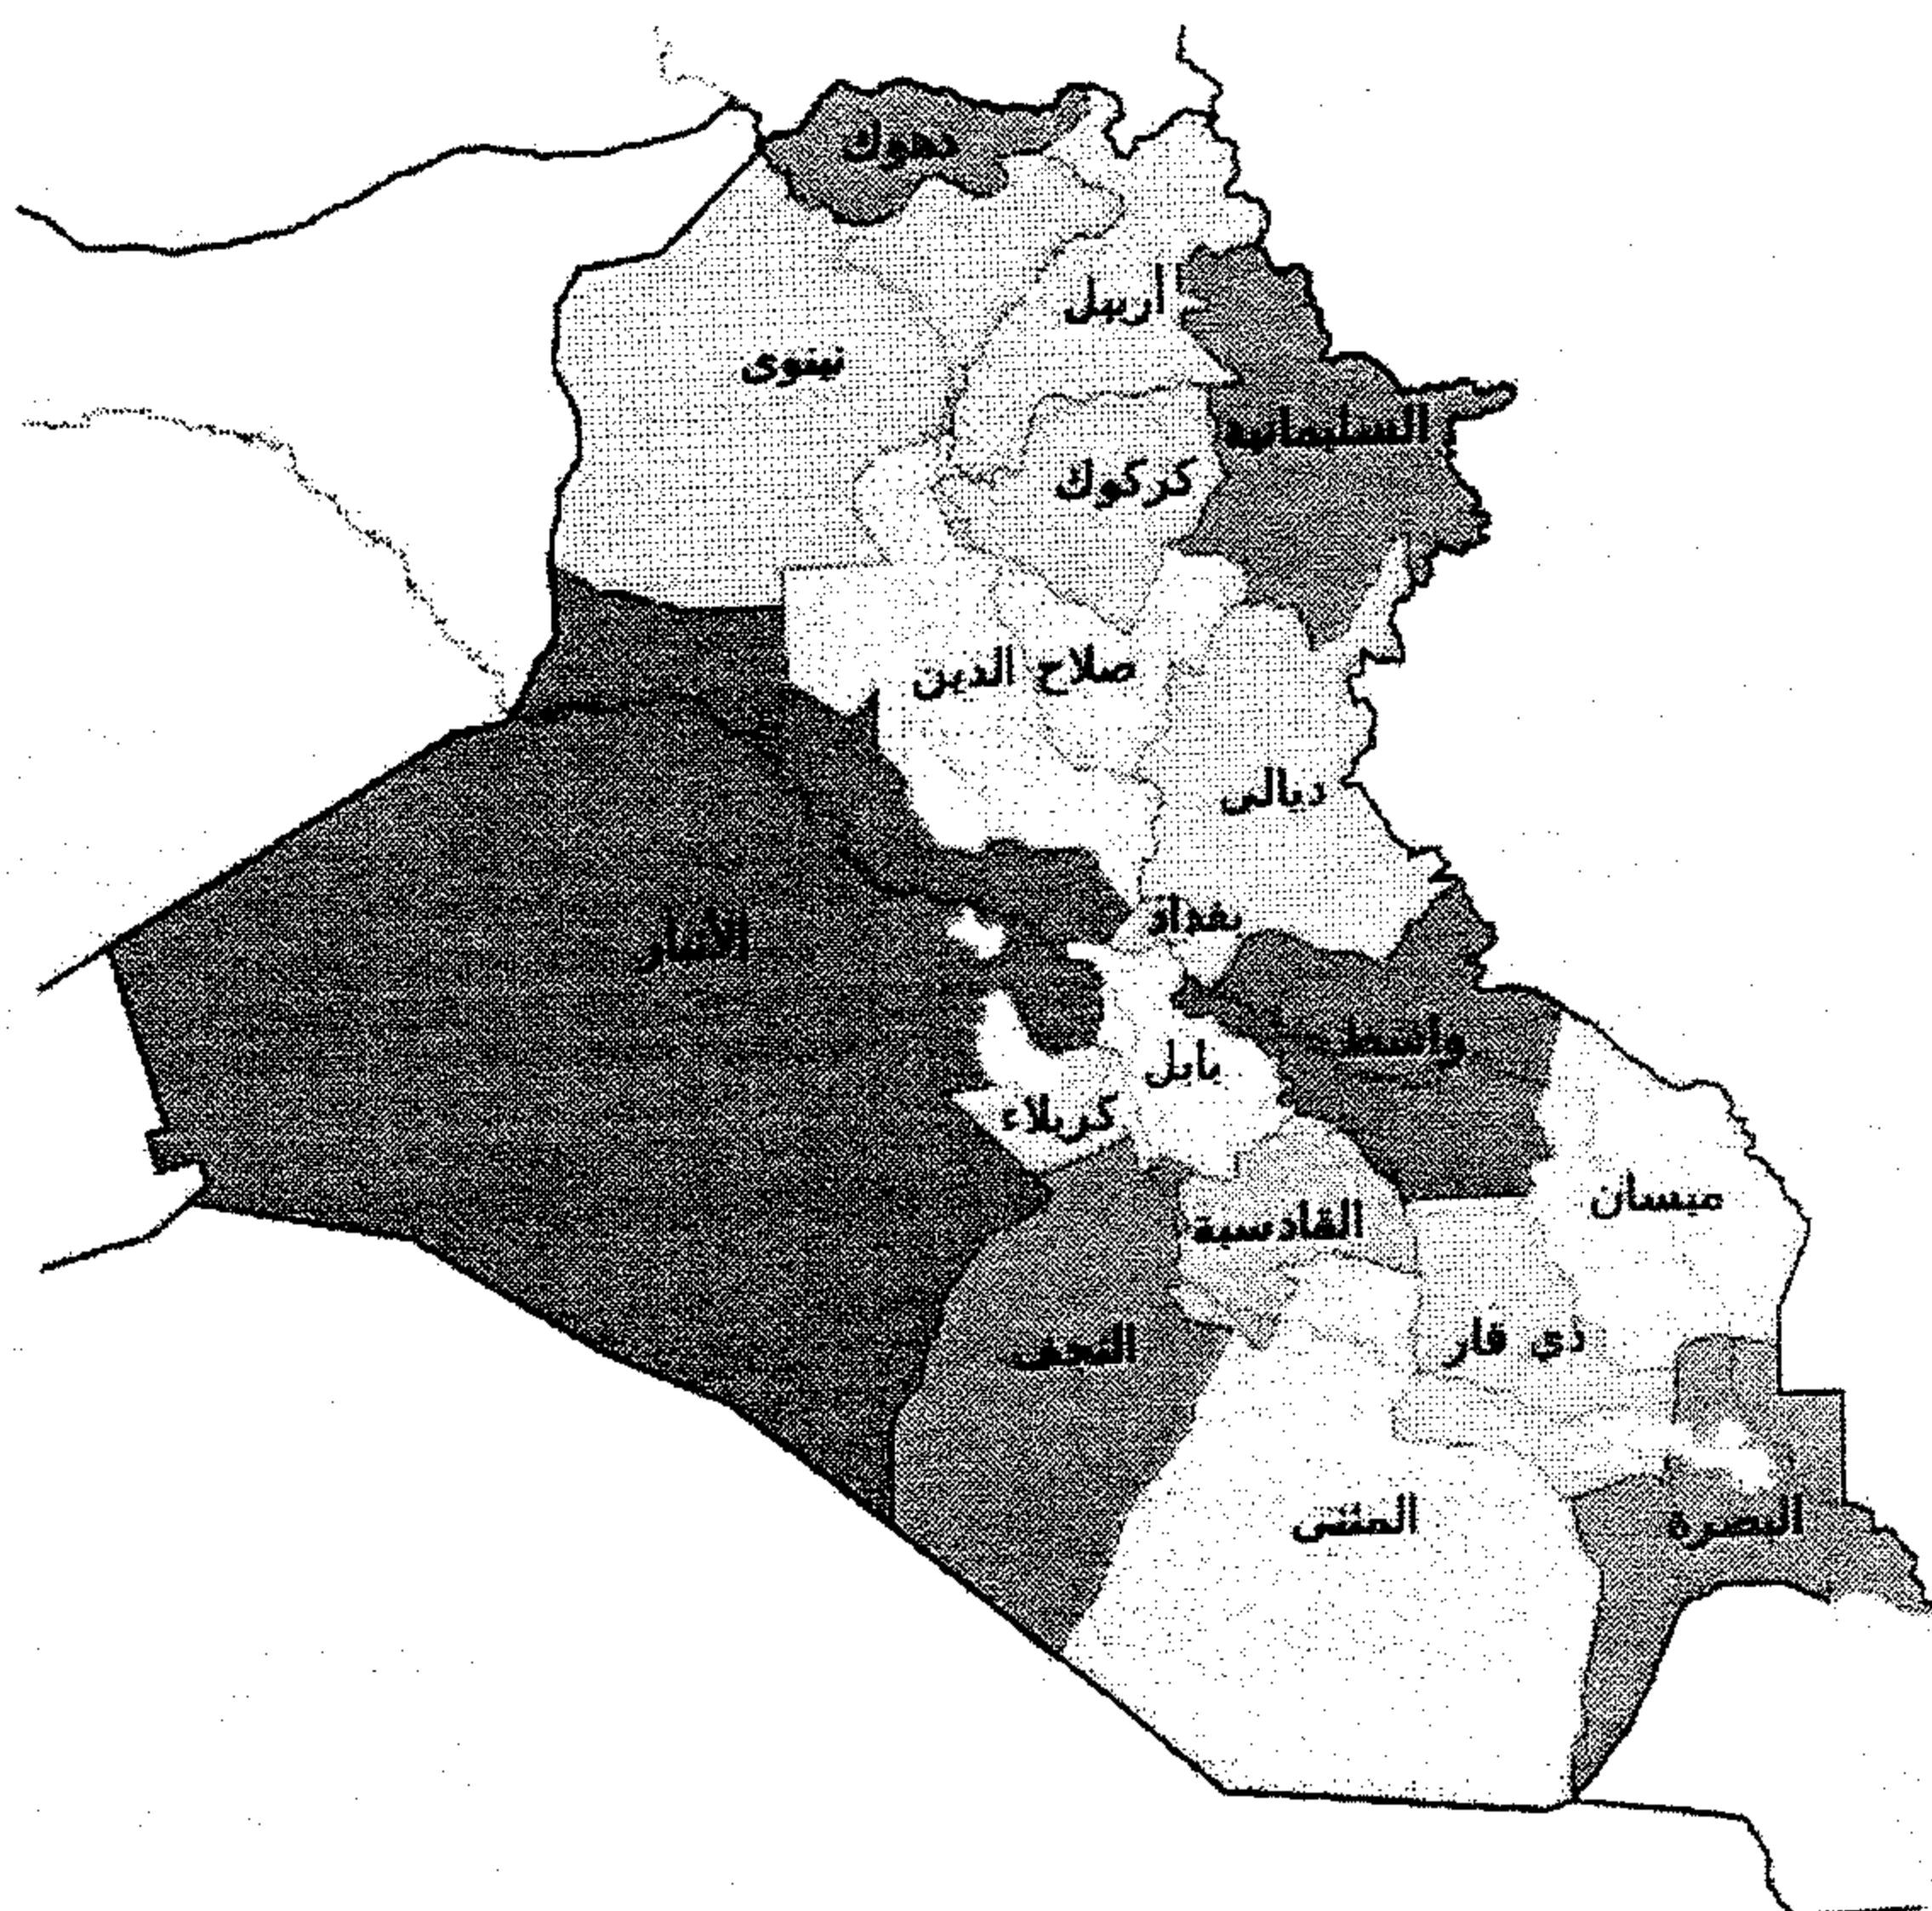 دهوك
اربيل
نينوى
السليمانية
كركوك
صلاح الدين
ديالى
بغداد
الأنبار
واسط
بابل
كربلاء
ميسان
القادسية
ذي قار
النجف
المثنى
البصرة